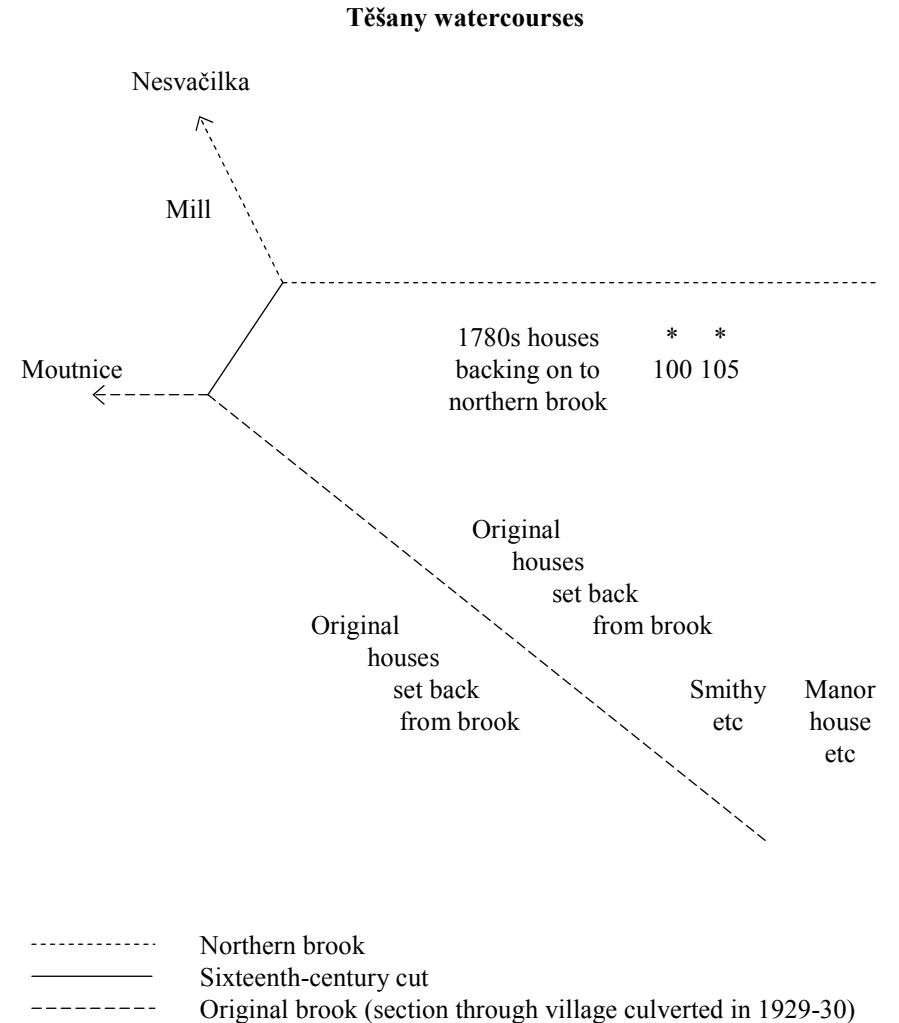 Těšany watercourses
Nesvačilka
Mill
1780s houses
backing on to
northern brook
* *
100 105
Moutnice
Original
houses
set back
from brook
Original
houses
set back
from brook
Smithy
etc
Manor
house
etc
Northern brook
Sixteenth-century cut
Original brook (section through village culverted in 1929-30)